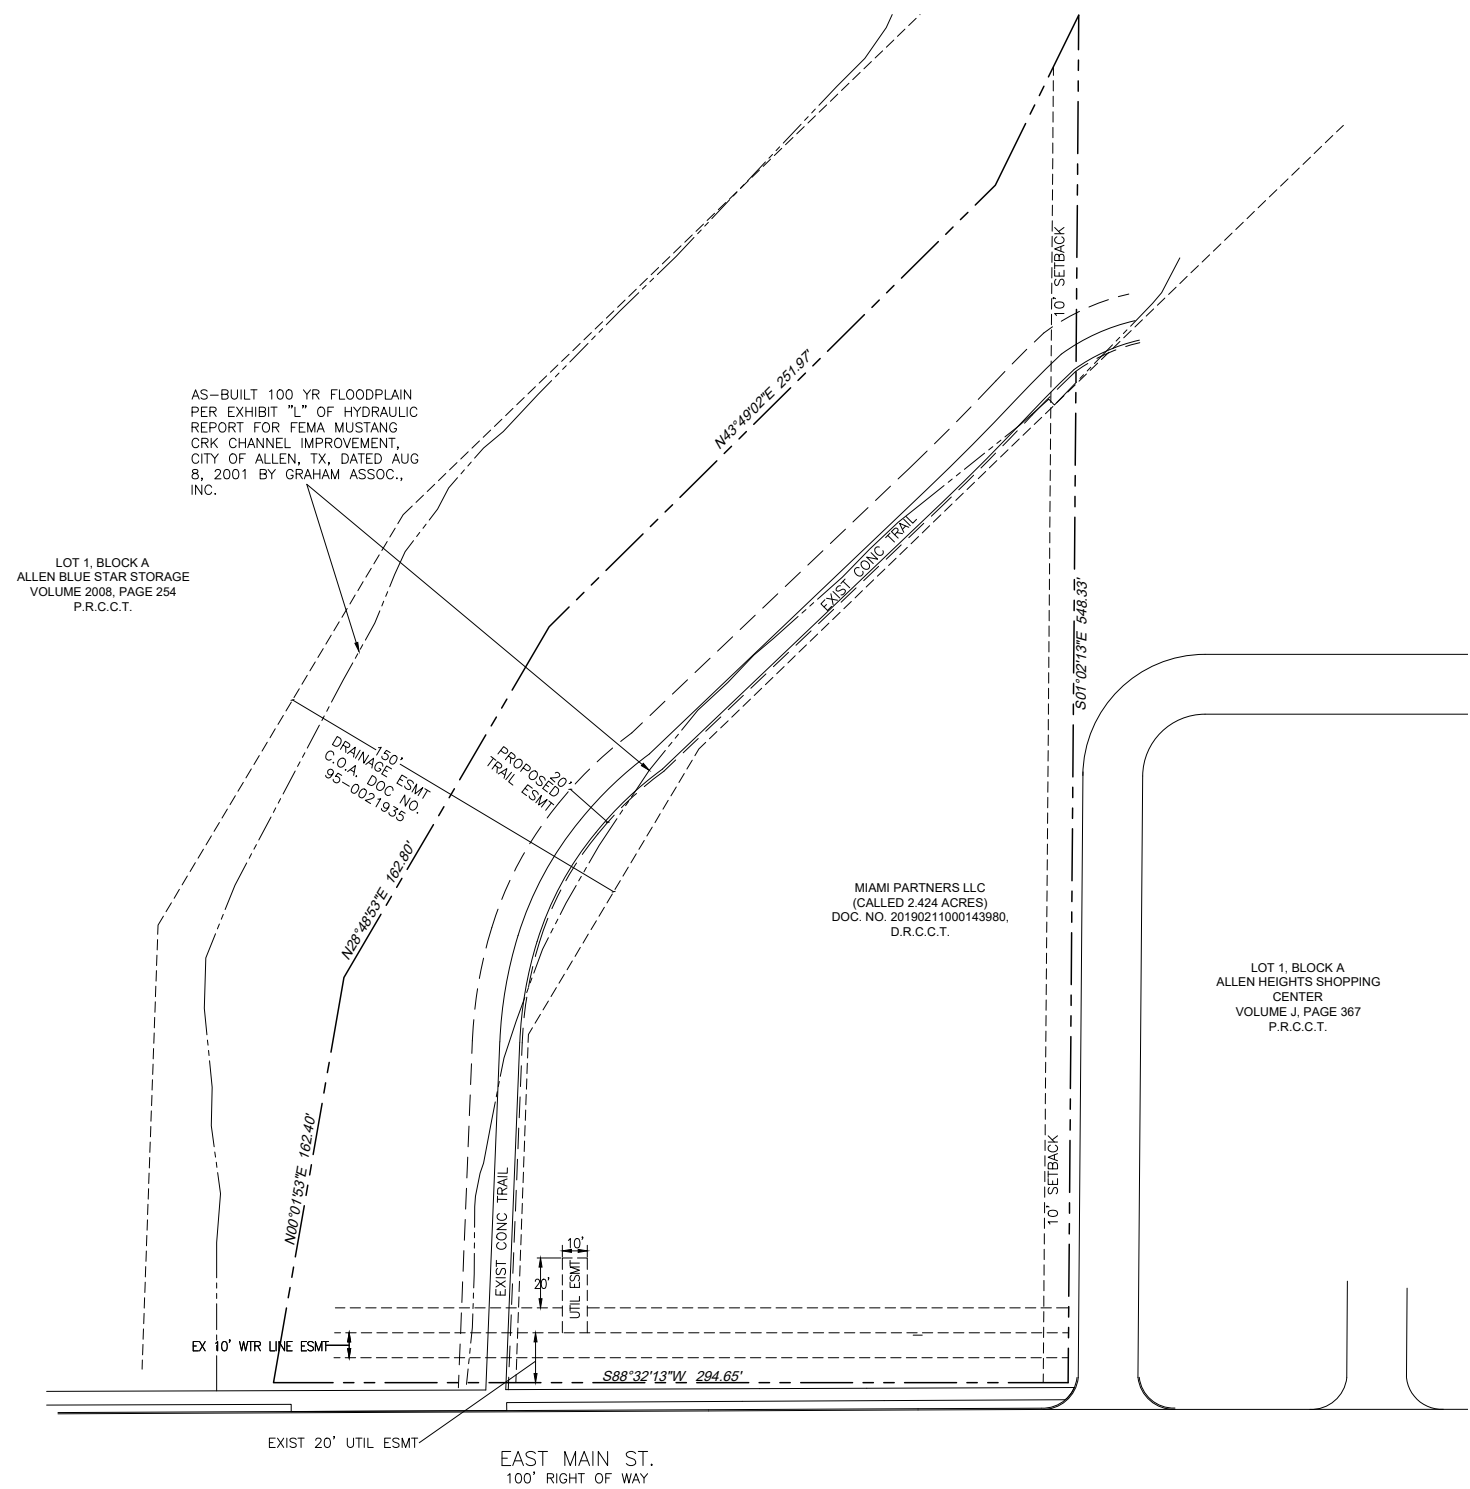 10' SETBACK
N43°49'02"E 251.97'
AS-BUILT 100 YR FLOODPLAIN
PER EXHIBIT "L" OF HYDRAULIC
REPORT FOR FEMA MUSTANG
CRK CHANNEL IMPROVEMENT,
CITY OF ALLEN, TX, DATED AUG
8, 2001 BY GRAHAM ASSOC.,
INC.
EXIST CONC TRAIL
LOT 1, BLOCK A
ALLEN BLUE STAR STORAGE
VOLUME 2008, PAGE 254
P.R.C.C.T.
S01°02'13"E 548.33'
150'
DRAINAGE ESMT
C.O.A. DOC NO.
95-0021935
20'
PROPOSED
TRAIL ESMT
N28°48'53"E 162.80'
MIAMI PARTNERS LLC
(CALLED 2.424 ACRES)
DOC. NO. 20190211000143980,
D.R.C.C.T.
LOT 1, BLOCK A
ALLEN HEIGHTS SHOPPING
CENTER
VOLUME J, PAGE 367
P.R.C.C.T.
N00°01'53"E 162.40'
10' SETBACK
EXIST CONC TRAIL
10'
20'
UTIL ESMT
EX 10' WTR LINE ESMT
S88°32'13"W 294.65'
EXIST 20' UTIL ESMT
EAST MAIN ST.
100' RIGHT OF WAY